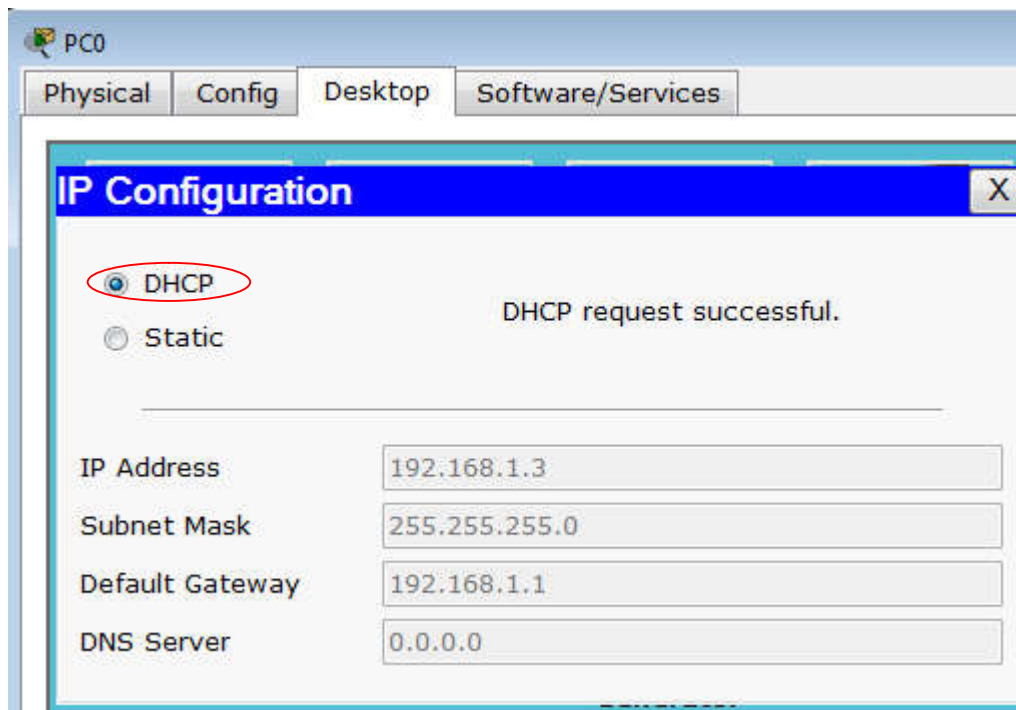 PC0
Physical Config Desktop Software/Services
IP Configuration X
DHCP
DHCP request successful.
Static
IP Address 192.168.1.3
Subnet Mask 255.255.255.0
Default Gateway 192.168.1.1
DNS Server 0.0.0.0